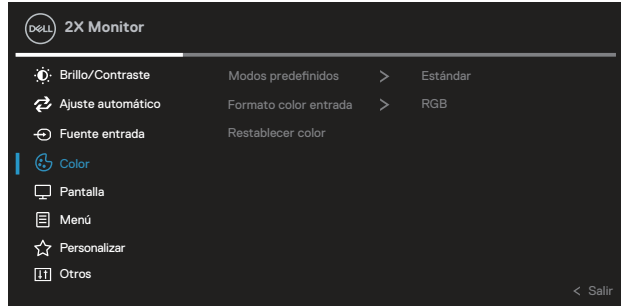 DELL 2X Monitor
Brillo/Contraste Modos predefinidos > Estándar
Ajuste automático Formato color entrada > RGB
Fuente entrada Restablecer color
Color
Pantalla
Menú
Personalizar
Otros
< Salir